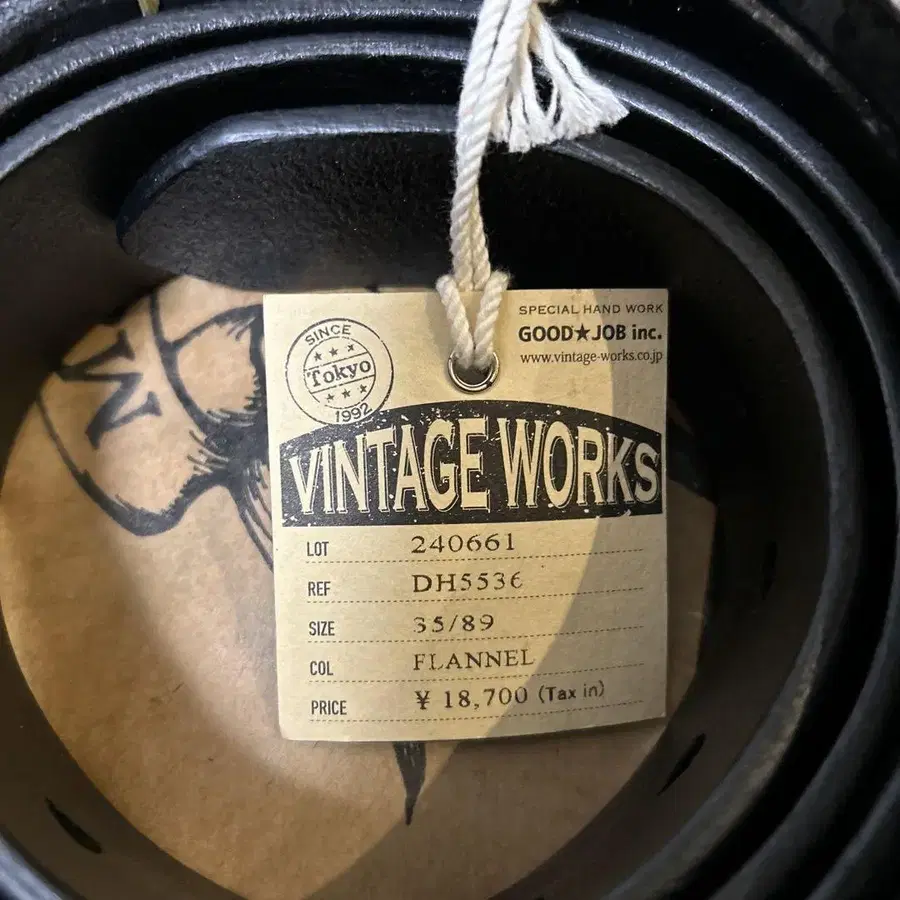 SINCE
Tokyo
1992
SPECIAL HAND WORK
GOOD★JOB inc.
www.vintage-works.co.jp
VINTAGE WORKS
LOT 240661
REF DH5536
SIZE 35/89
COL FLANNEL
PRICE ¥ 18,700 (Tax in)
M